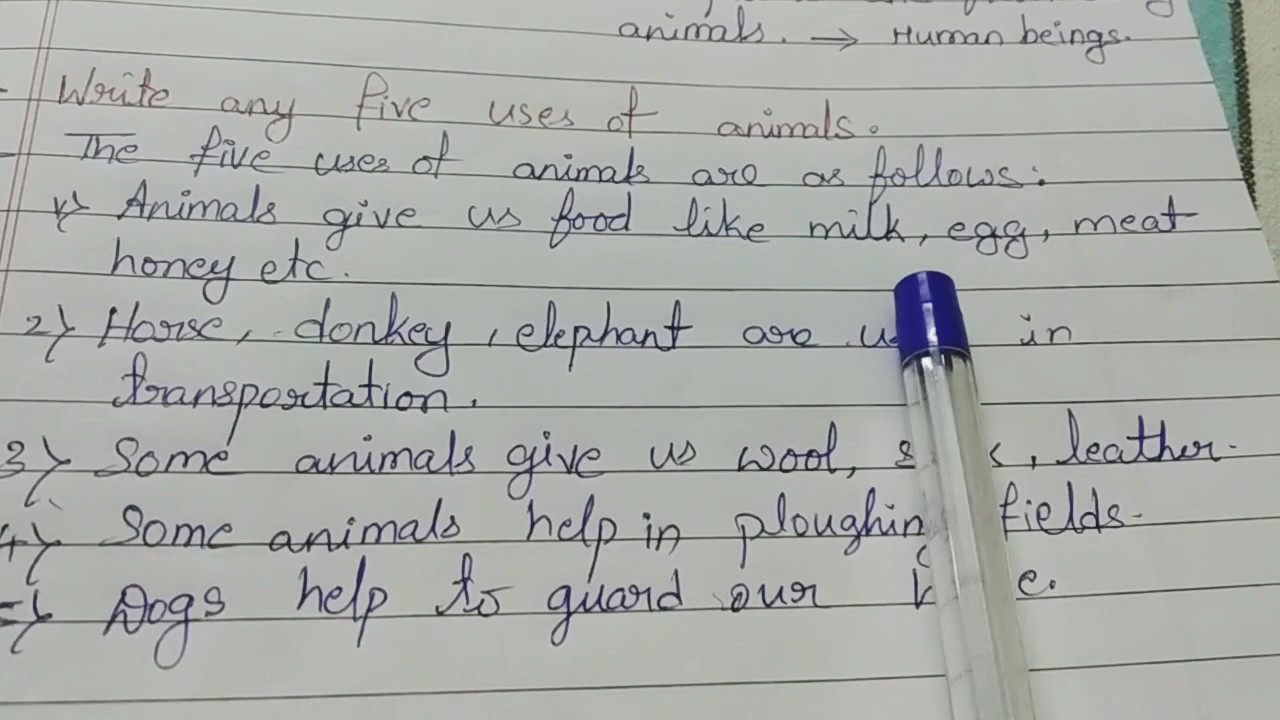 animals. → Human beings.
Write any five uses of animals.
The five uses of animals are as follows:
1) Animals give us food like milk, egg, meat
honey etc.
2) Horse, donkey, elephant are in
transportation.
3) Some animals give us wool, leather.
4) Some animals help in ploughing fields.
Dogs help to guard our